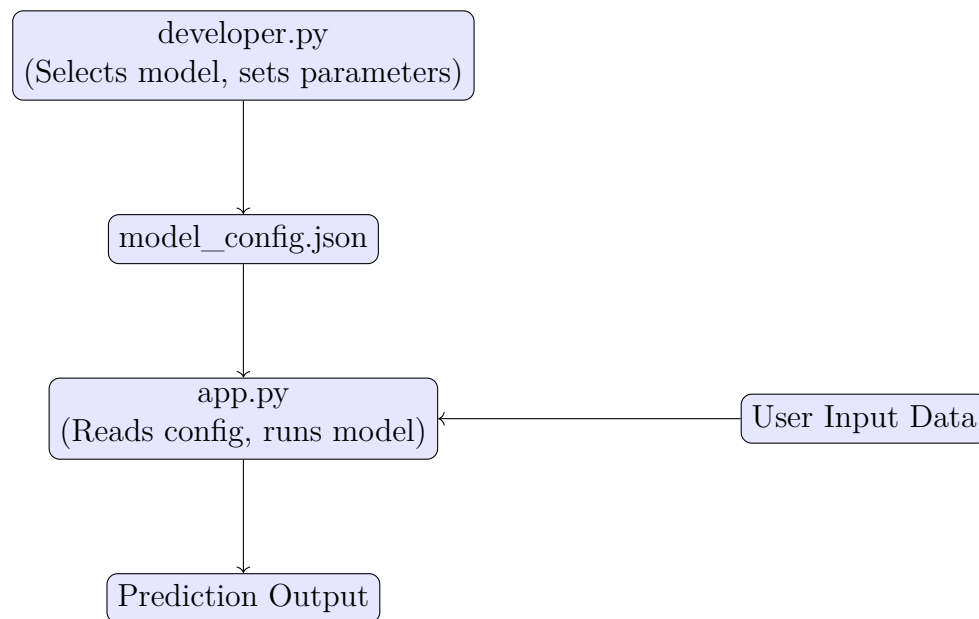 developer.py
(Selects model, sets parameters)
model_config.json
app.py
(Reads config, runs model)
User Input Data
Prediction Output